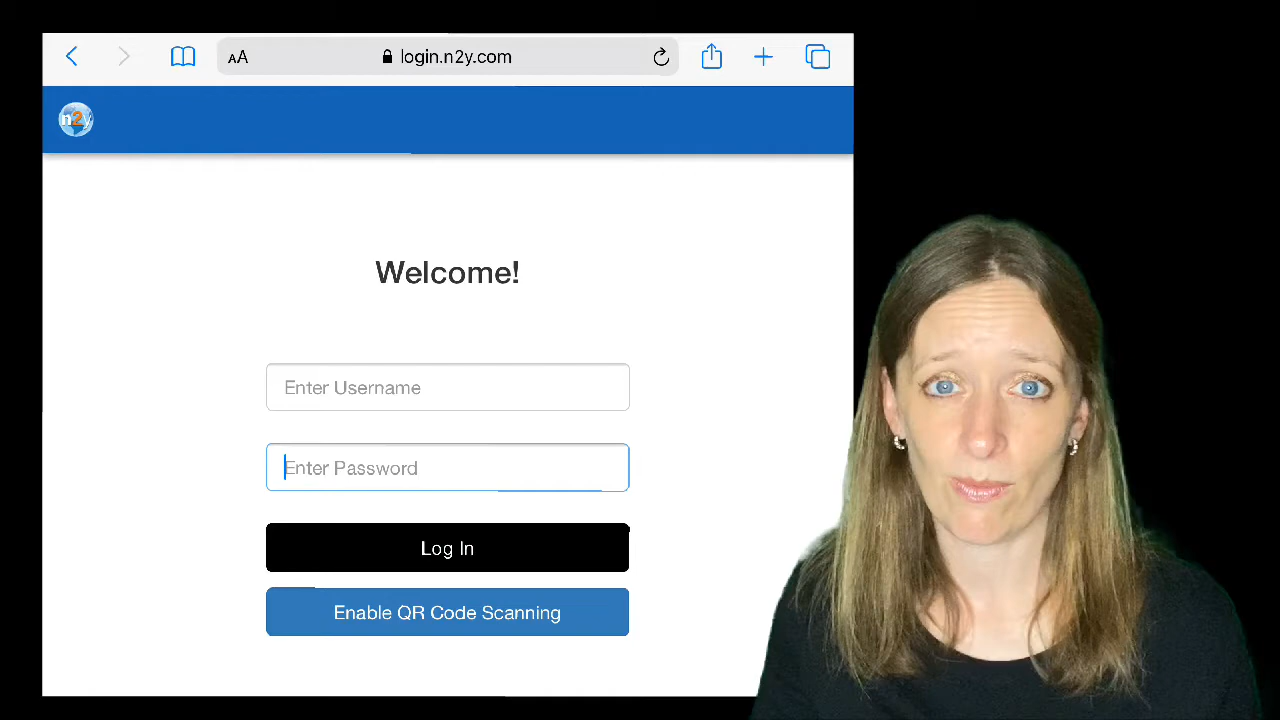 AA login.n2y.com
n2y
Welcome!
Enter Username
Enter Password
Log In
Enable QR Code Scanning